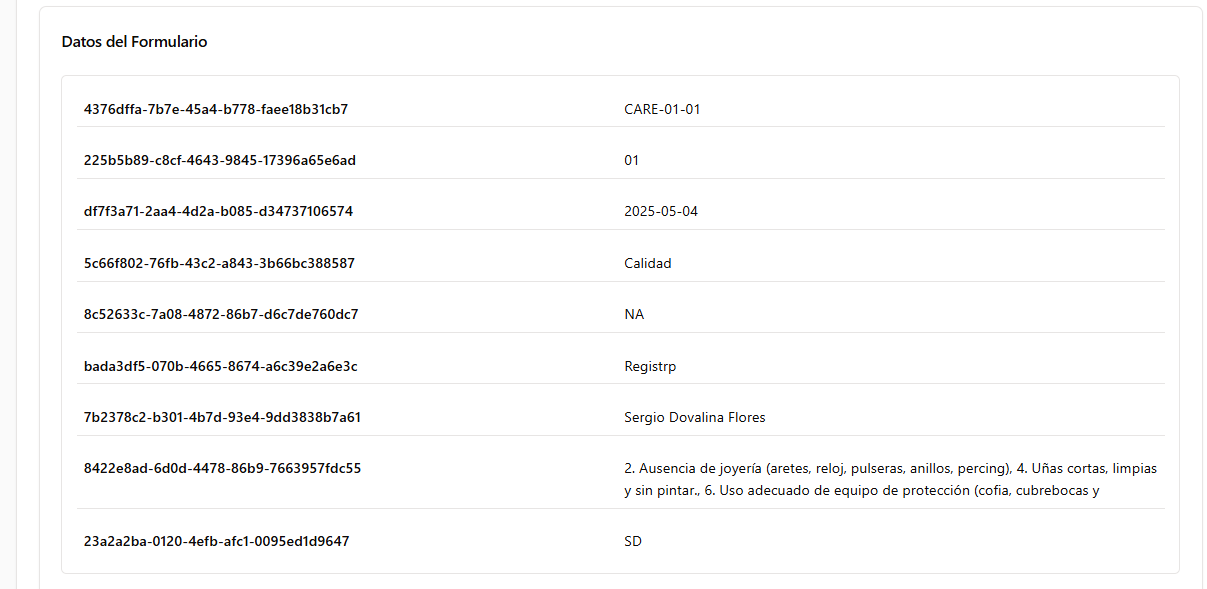 Datos del Formulario
4376dffa-7b7e-45a4-b778-faee18b31cb7 CARE-01-01
225b5b89-c8cf-4643-9845-17396a65e6ad 01
df7f3a71-2aa4-4d2a-b085-d34737106574 2025-05-04
5c66f802-76fb-43c2-a843-3b66bc388587 Calidad
8c52633c-7a08-4872-86b7-d6c7de760dc7 NA
bada3df5-070b-4665-8674-a6c39e2a6e3c Registrp
7b2378c2-b301-4b7d-93e4-9dd3838b7a61 Sergio Dovalina Flores
8422e8ad-6d0d-4478-86b9-7663957fdc55 2. Ausencia de joyería (aretes, reloj, pulseras, anillos, percing), 4. Uñas cortas, limpias
y sin pintar., 6. Uso adecuado de equipo de protección (cofia, cubrebocas y
23a2a2ba-0120-4efb-afc1-0095ed1d9647 SD